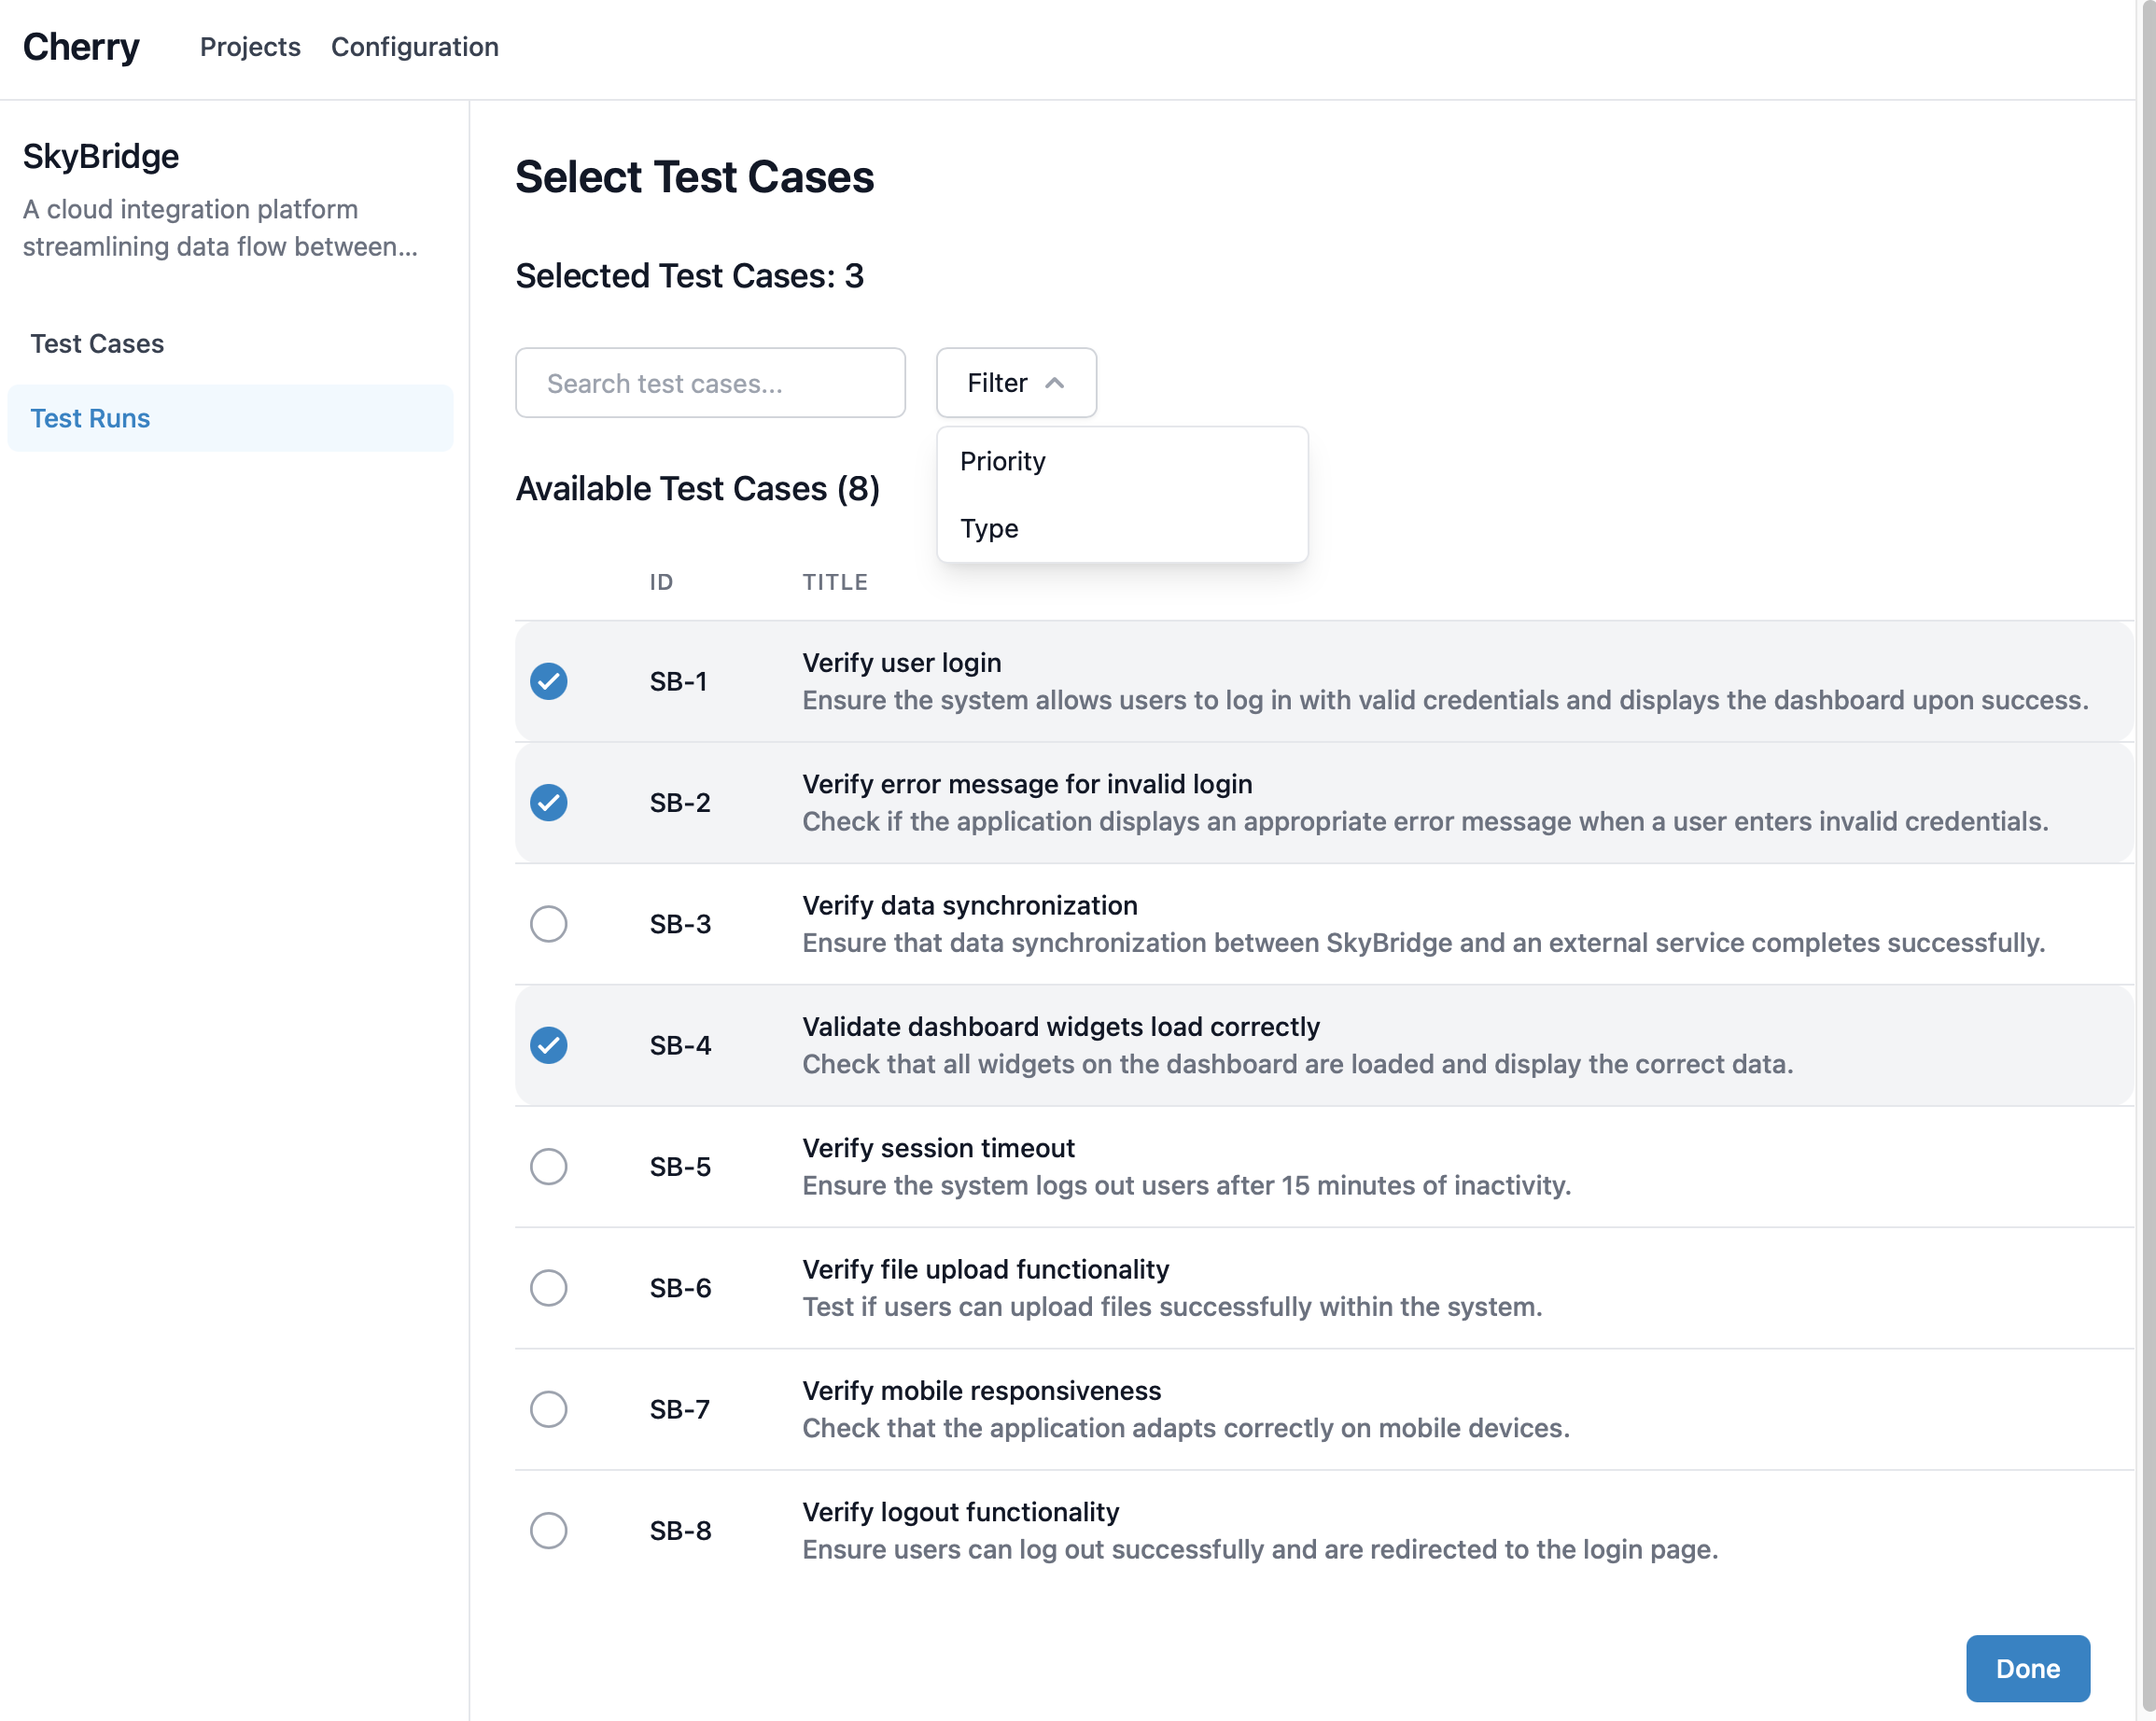 Cherry
Projects
Configuration
SkyBridge
A cloud integration platform
streamlining data flow between...
Test Cases
Test Runs
Select Test Cases
Selected Test Cases: 3
Search test cases...
Filter
Priority
Type
Available Test Cases (8)
ID
TITLE
SB-1
Verify user login
Ensure the system allows users to log in with valid credentials and displays the dashboard upon success.
SB-2
Verify error message for invalid login
Check if the application displays an appropriate error message when a user enters invalid credentials.
SB-3
Verify data synchronization
Ensure that data synchronization between SkyBridge and an external service completes successfully.
SB-4
Validate dashboard widgets load correctly
Check that all widgets on the dashboard are loaded and display the correct data.
SB-5
Verify session timeout
Ensure the system logs out users after 15 minutes of inactivity.
SB-6
Verify file upload functionality
Test if users can upload files successfully within the system.
SB-7
Verify mobile responsiveness
Check that the application adapts correctly on mobile devices.
SB-8
Verify logout functionality
Ensure users can log out successfully and are redirected to the login page.
Done